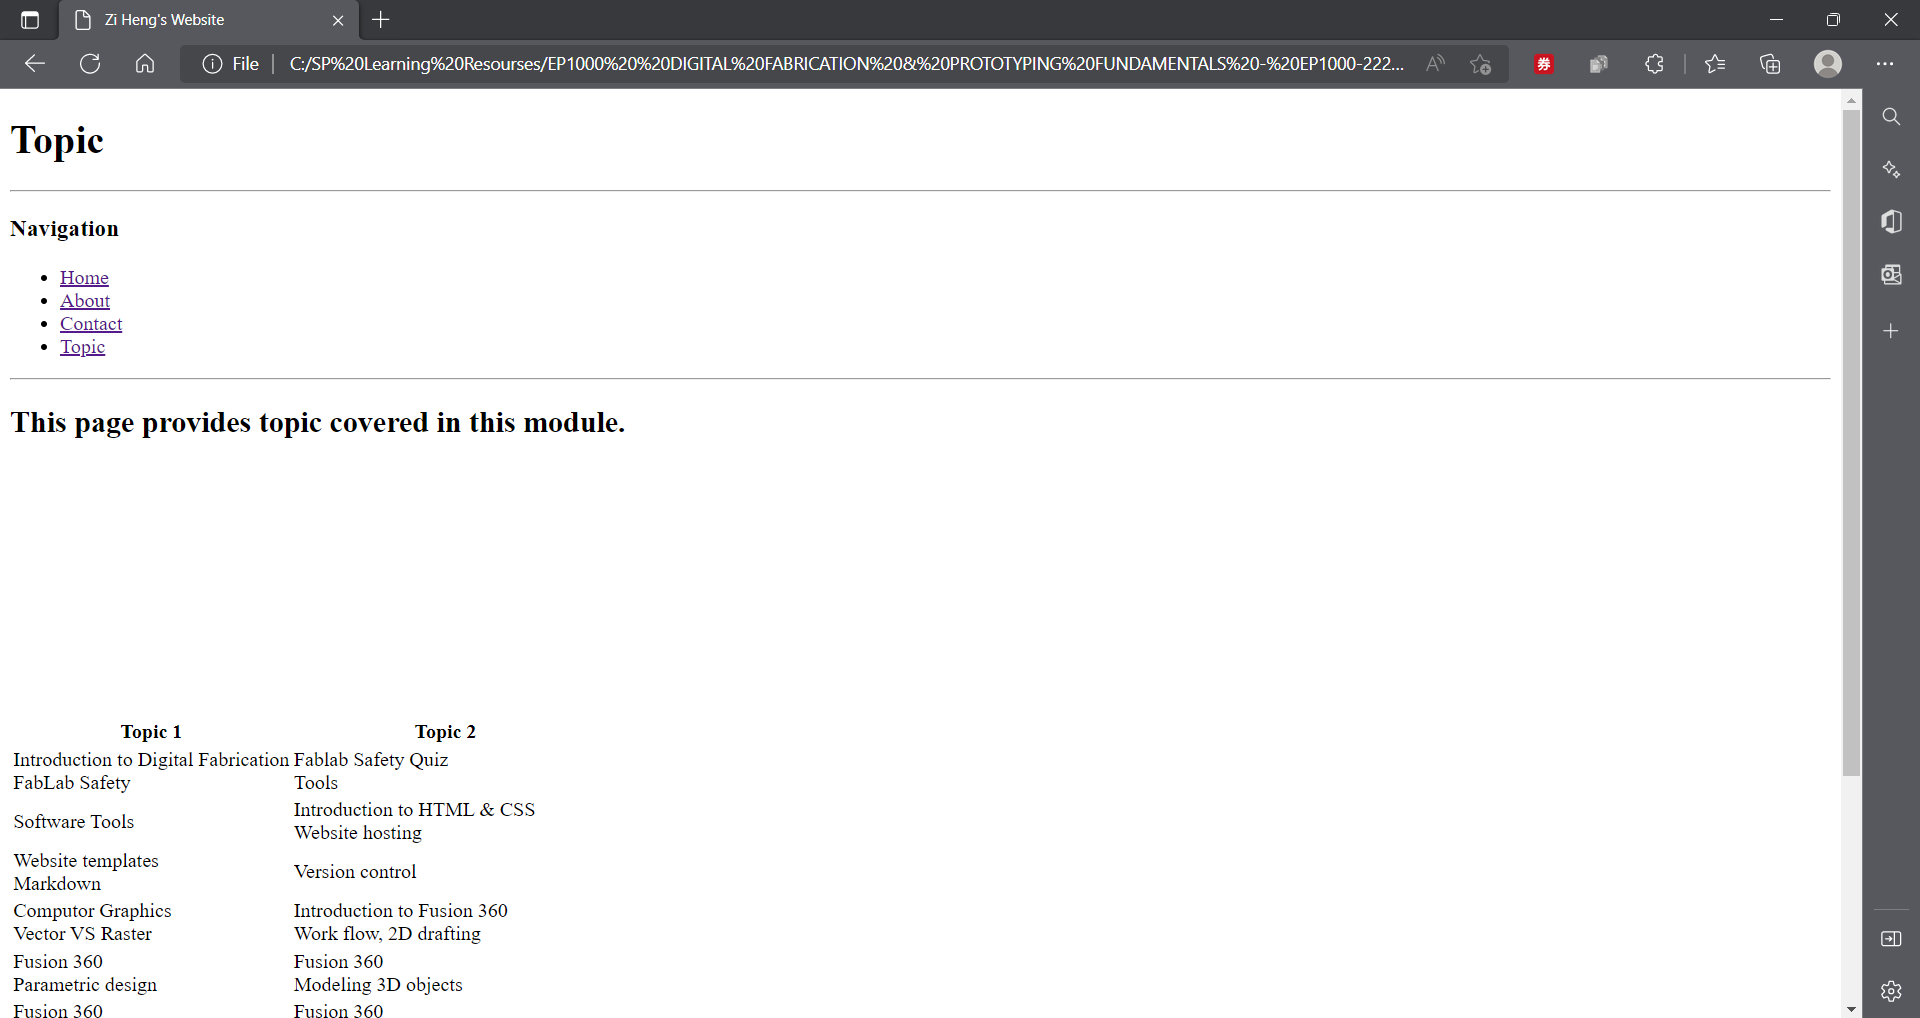 Zi Heng's Website
File
C:/SP%20Learning%20Resourses/EP1000%20%20DIGITAL%20FABRICATION%20&%20PROTOTYPING%20FUNDAMENTALS%20-%20EP1000-222...
券
Topic
Navigation
Home
About
Contact
Topic
This page provides topic covered in this module.
Topic 1 Topic 2
Introduction to Digital Fabrication Fablab Safety Quiz
FabLab Safety Tools
Introduction to HTML & CSS
Software Tools
Website hosting
Website templates
Version control
Markdown
Computor Graphics Introduction to Fusion 360
Vector VS Raster Work flow, 2D drafting
Fusion 360 Fusion 360
Parametric design Modeling 3D objects
Fusion 360 Fusion 360